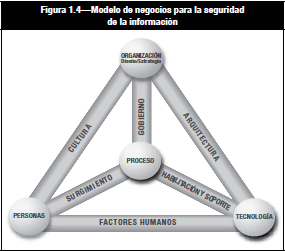 Figura 1.4—Modelo de negocios para la seguridad
de la información
ORGANIZACIÓN
Diseño/Estrategia
CULTURA
GOBIERNO
ARQUITECTURA
PROCESO
SURGIMIENTO
HABILITACIÓN Y SOPORTE
PERSONAS
FACTORES HUMANOS
TECNOLOGÍA